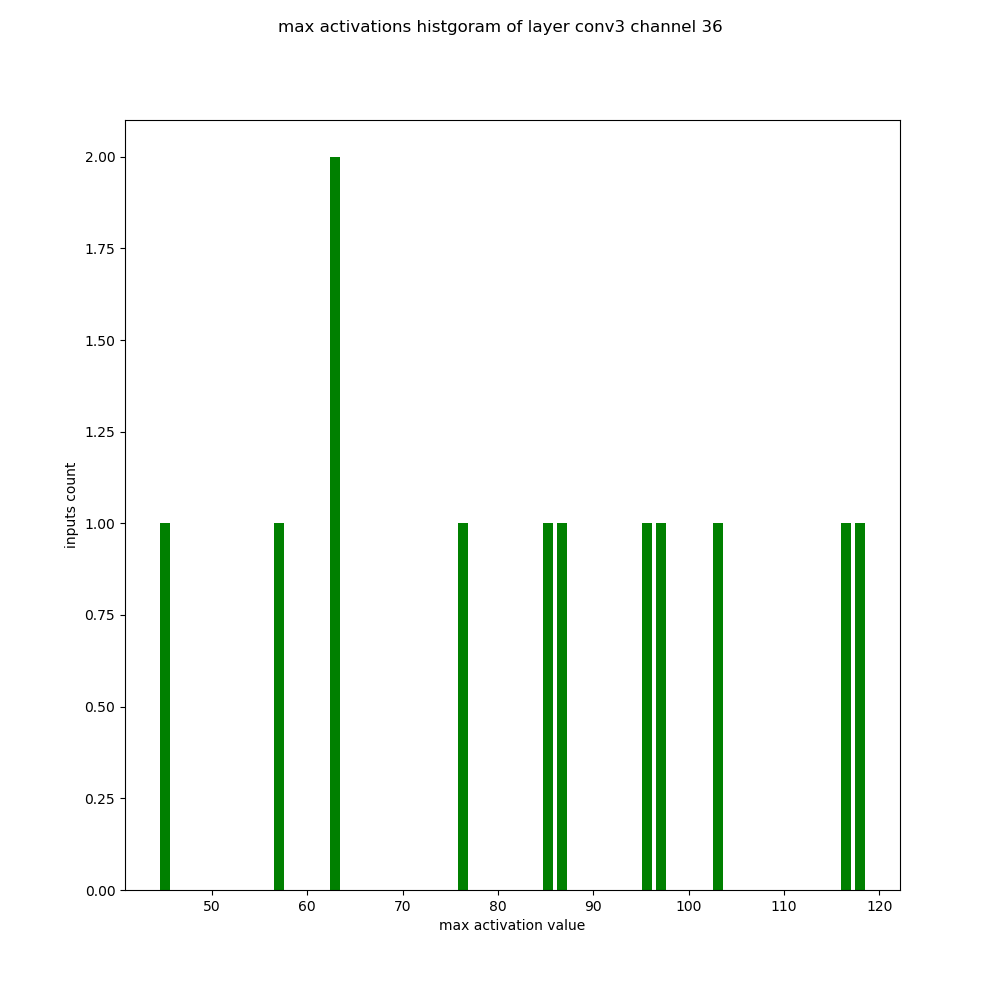 max activations histgoram of layer conv3 channel 36
2.00
1.75
1.50
1.25
1.00
0.75
0.50
0.25
0.00
inputs count
50 60 70 80 90 100 110 120
max activation value